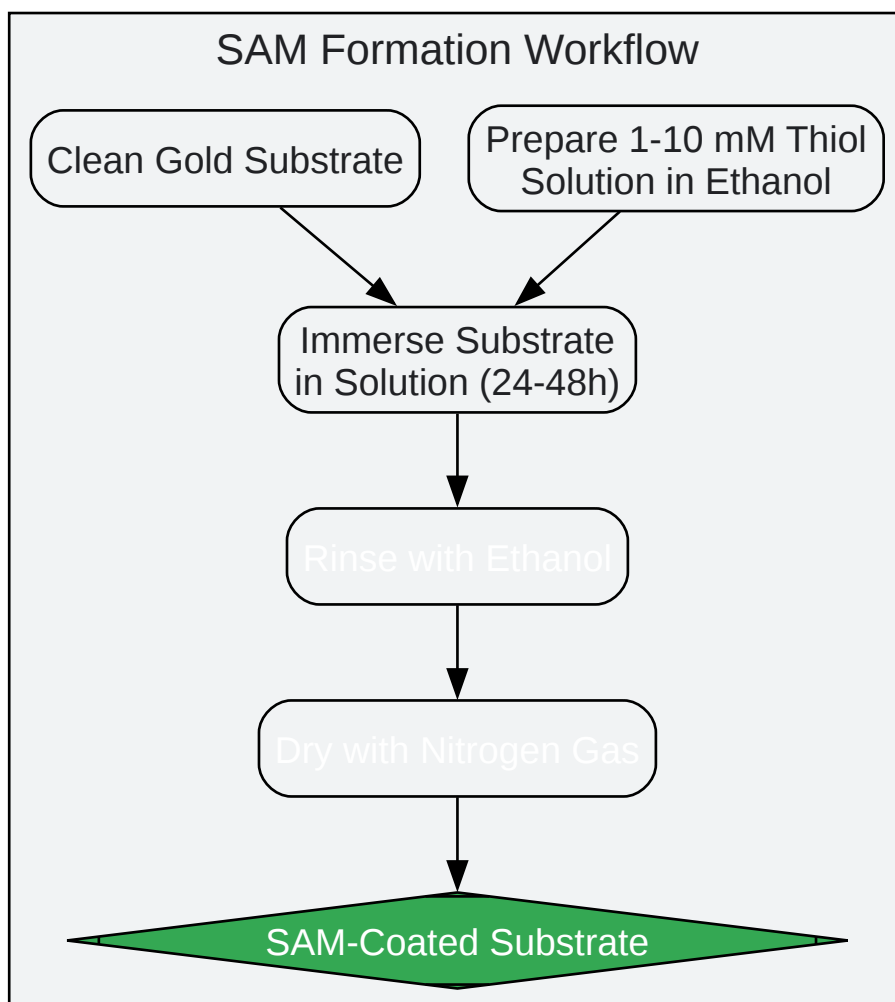 SAM Formation Workflow
Clean Gold Substrate
Prepare 1-10 mM Thiol
Solution in Ethanol
Immerse Substrate
in Solution (24-48h)
Rinse with Ethanol
Dry with Nitrogen Gas
SAM-Coated Substrate